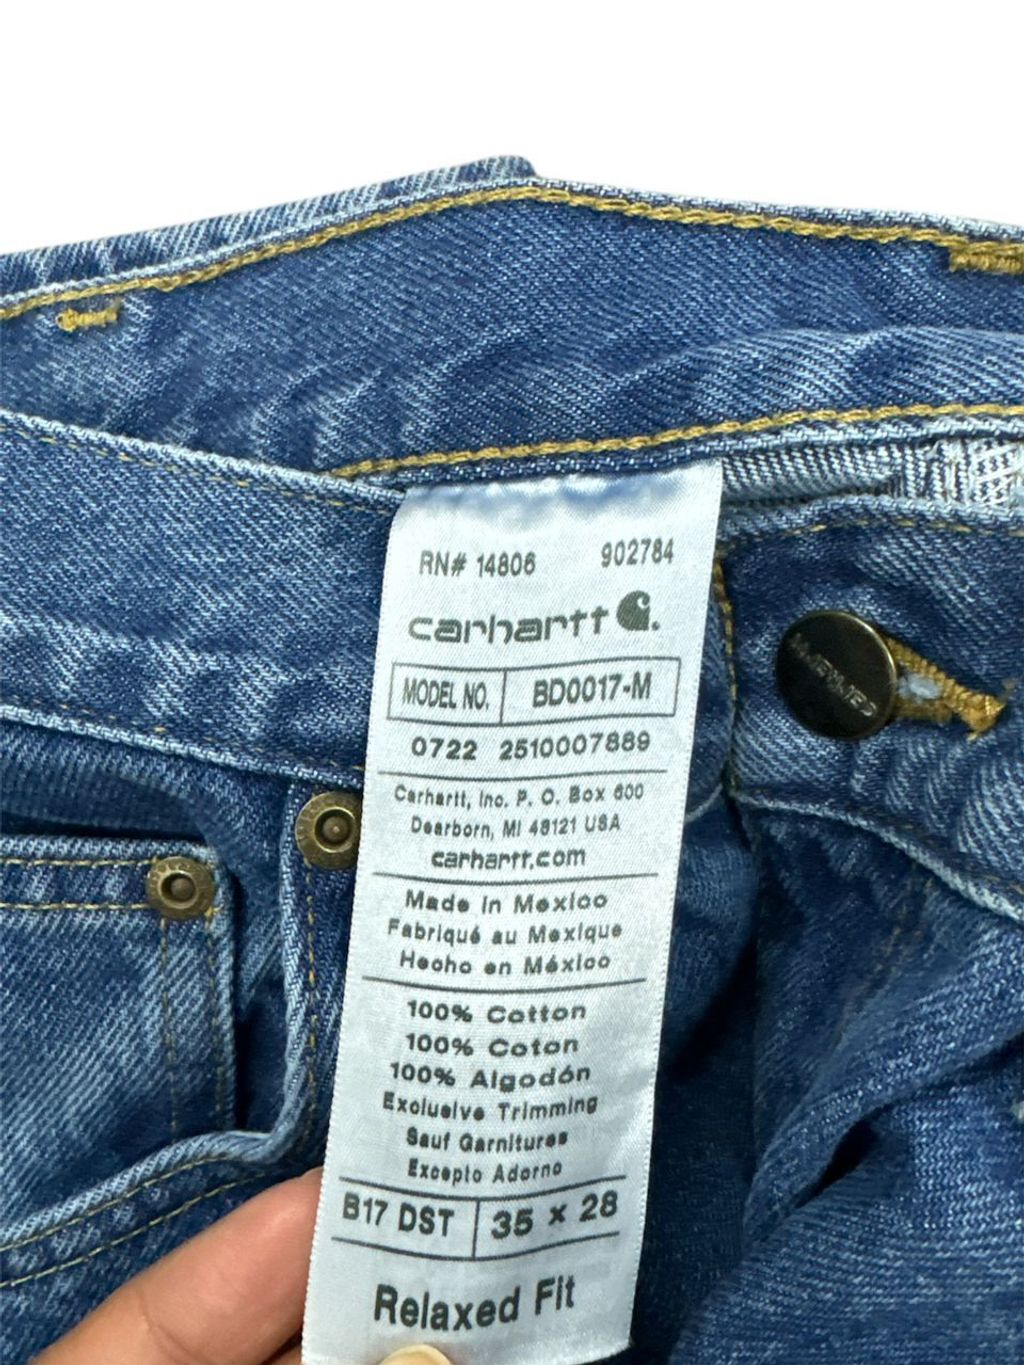 RN# 14806 902784
carhartt
MODEL NO. BD0017-M
0722 2510007889
Carhartt, Inc. P. O. Box 600
Dearborn, MI 48121 USA
carhartt.com
Made in Mexico
Fabriqué au Mexique
Hecho en México
100% Cotton
100% Coton
100% Algodón
Exclusive Trimming
Sauf Garnitures
Excepto Adorno
B17 DST 35 × 28
Relaxed Fit